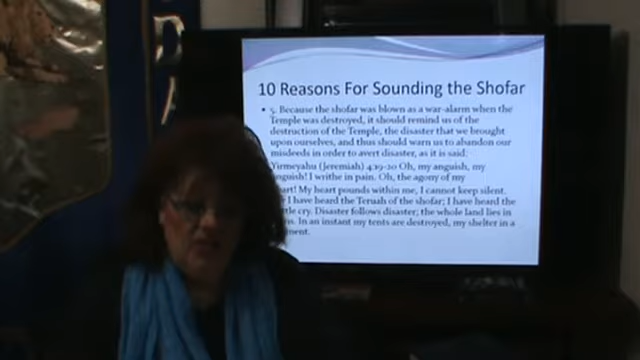 10 Reasons For Sounding the Shofar
• 5. Because the shofar was blown as a war-alarm when the
Temple was destroyed, it should remind us of the
destruction of the Temple, the disaster that we brought
upon ourselves, and thus should warn us to abandon our
misdeeds in order to avert disaster, as it is said:
Yirmeyahu (Jeremiah) 4:19-20 Oh, my anguish, my
anguish! I writhe in pain. Oh, the agony of my
heart! My heart pounds within me, I cannot keep silent.
I have heard the Teruah of the shofar; I have heard the
cry. Disaster follows disaster; the whole land lies in
In an instant my tents are destroyed, my shelter in a